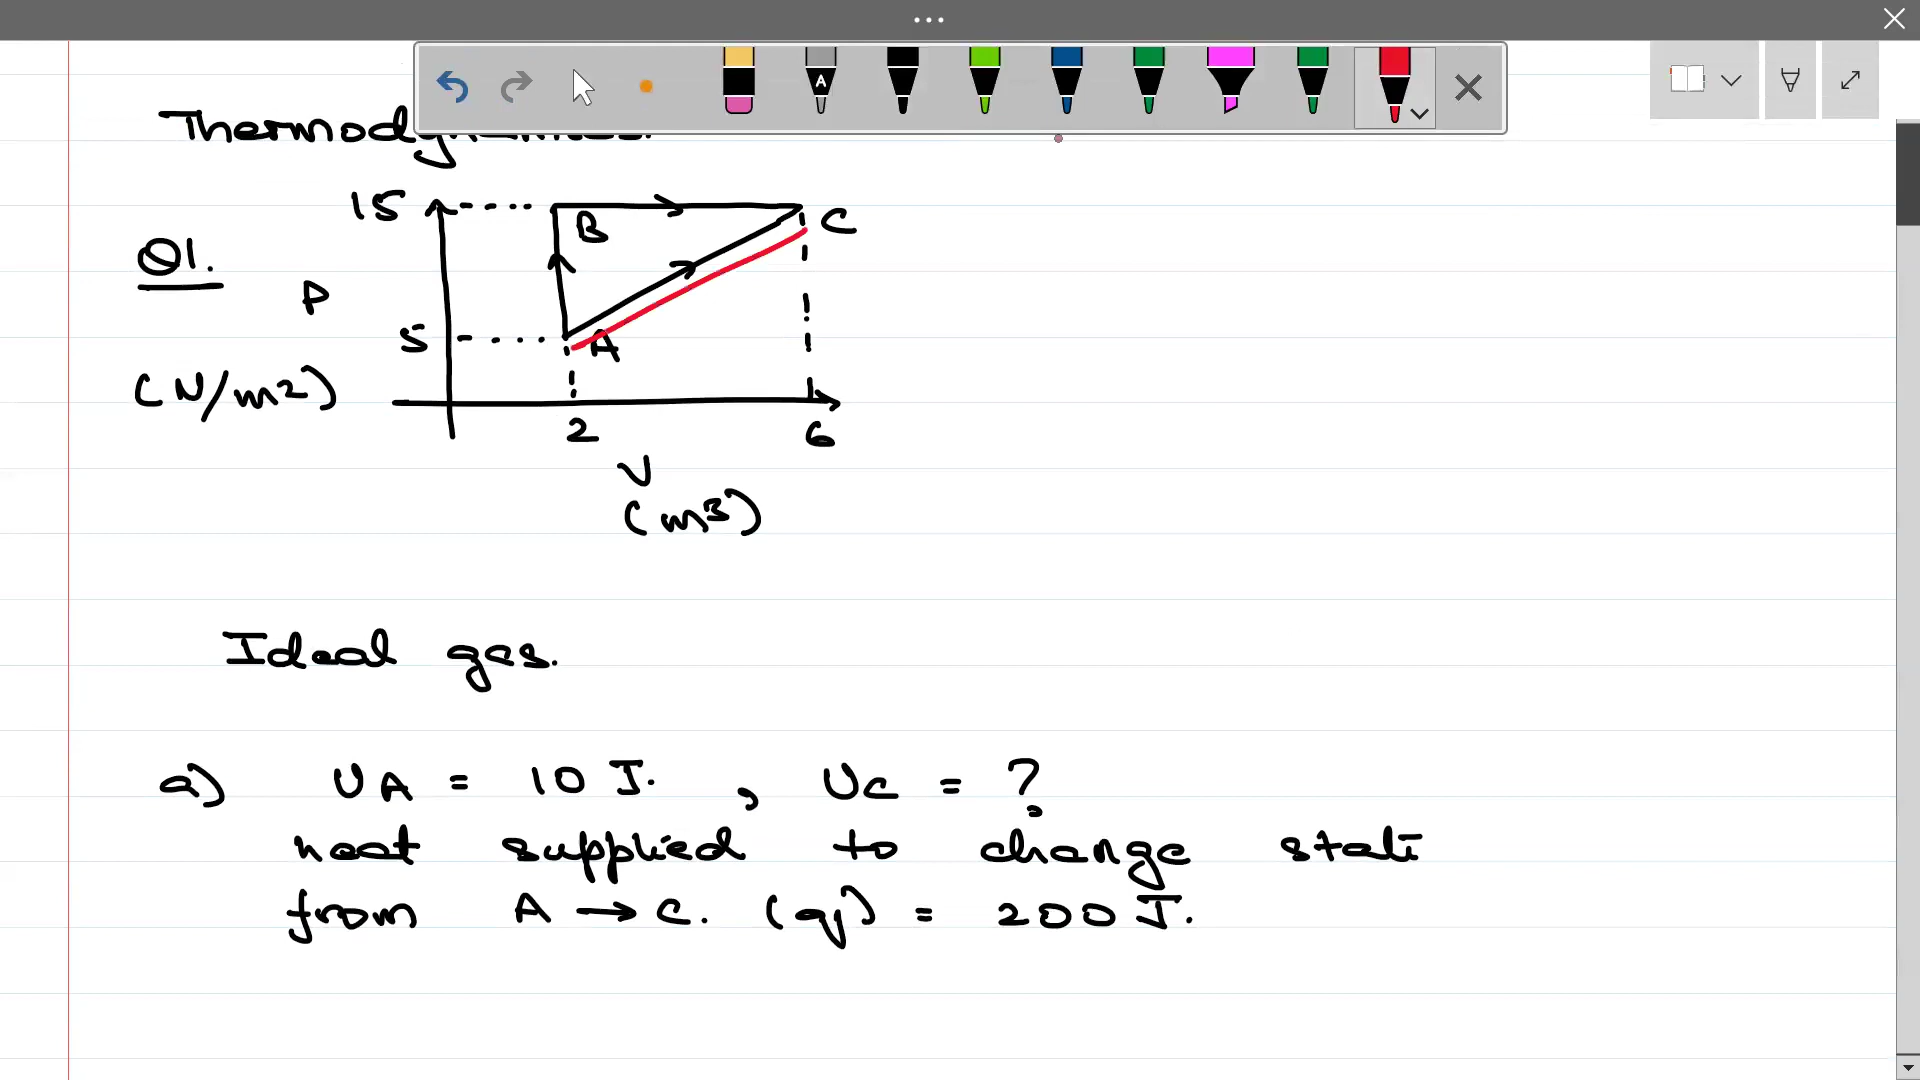 Thermodynamics.
15
B
C
Q1.
P
5
A
(N/m2)
2
6
V
(m3)
Ideal gas.
a) UA = 10 J. , UC = ?
heat supplied to change state
from A → C. (q) = 200 J.